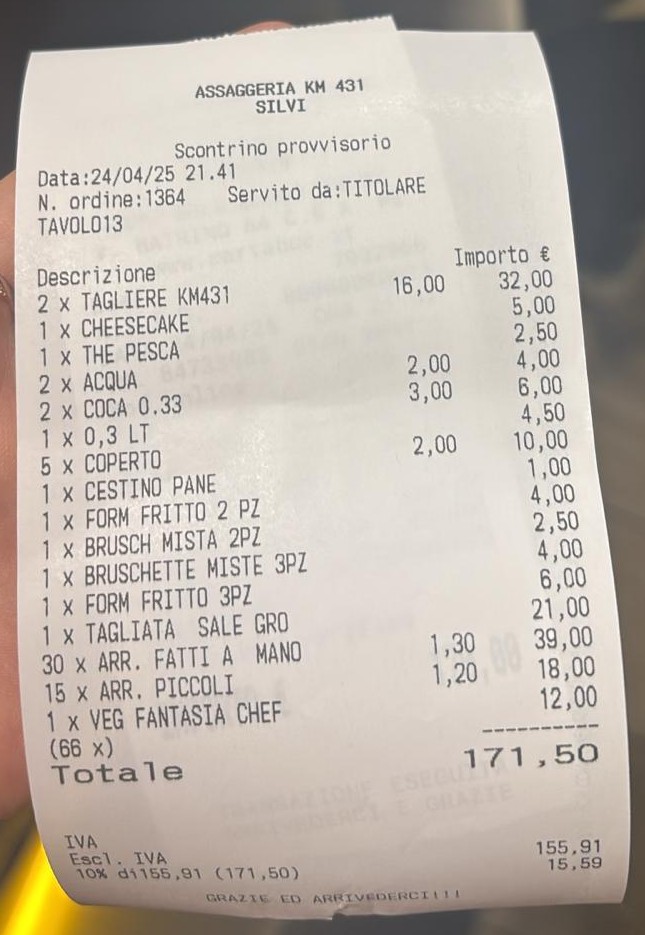 ASSAGGERIA KM 431
SILVI
Scontrino provvisorio
Data:24/04/25 21.41
N. ordine:1364 Servito da:TITOLARE
TAVOLO13
Descrizione Importo €
2 x TAGLIERE KM431 16,00 32,00
1 x CHEESECAKE 5,00
1 x THE PESCA 2,50
2 x ACQUA 2,00 4,00
2 x COCA 0.33 3,00 6,00
1 x 0,3 LT 4,50
5 x COPERTO 2,00 10,00
1 x CESTINO PANE 1,00
1 x FORM FRITTO 2 PZ 4,00
1 x BRUSCH MISTA 2PZ 2,50
1 x BRUSCHETTE MISTE 3PZ 4,00
1 x FORM FRITTO 3PZ 6,00
1 x TAGLIATA SALE GRO 21,00
30 x ARR. FATTI A MANO 1,30 39,00
15 x ARR. PICCOLI 1,20 18,00
1 x VEG FANTASIA CHEF 12,00
(66 x)
Totale 171,50
IVA
Escl. IVA 155,91
10% di155,91 (171,50) 15,59
GRAZIE ED ARRIVEDERCI!!!